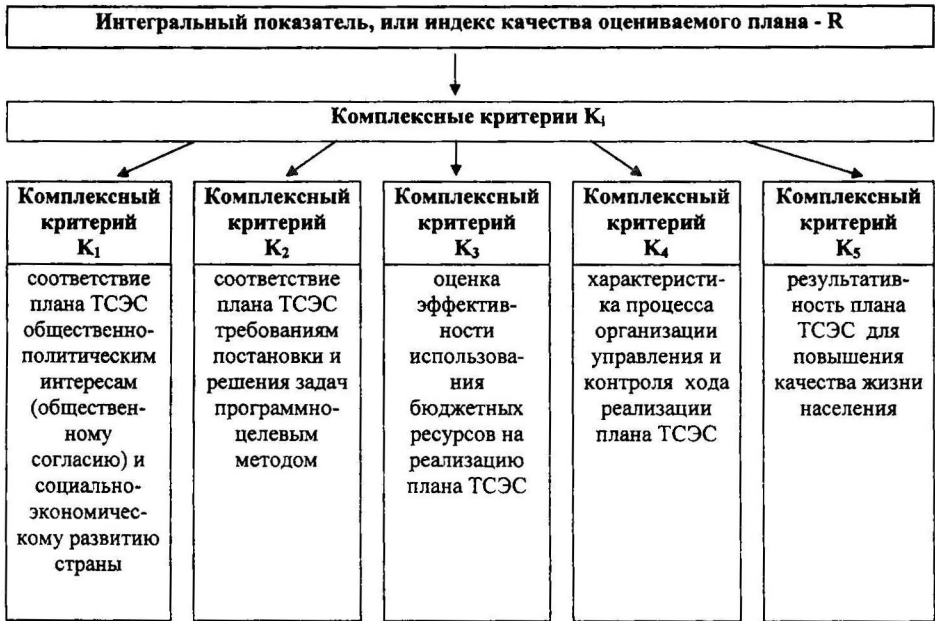 Интегральный показатель, или индекс качества оцениваемого плана - R
Комплексные критерии Kᵢ
Комплексный
критерий
K₁
соответствие
плана ТСЭС
общественно-
политическим
интересам
(обществен-
ному
согласию) и
социально-
экономичес-
кому развитию
страны
Комплексный
критерий
K₂
соответствие
плана ТСЭС
требованиям
постановки и
решения задач
программно-
целевым
методом
Комплексный
критерий
K₃
оценка
эффектив-
ности
использова-
ния
бюджетных
ресурсов на
реализацию
плана ТСЭС
Комплексный
критерий
K₄
характеристи-
ка процесса
организации
управления и
контроля хода
реализации
плана ТСЭС
Комплексный
критерий
K₅
результатив-
ность плана
ТСЭС для
повышения
качества жизни
населения